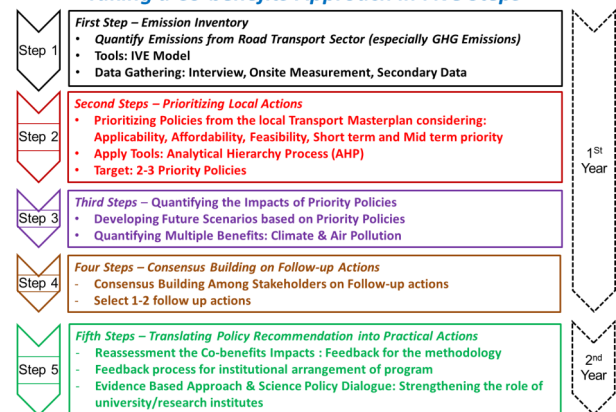 Step 1
First Step – Emission Inventory
• Quantify Emissions from Road Transport Sector (especially GHG Emissions)
• Tools: IVE Model
• Data Gathering: Interview, Onsite Measurement, Secondary Data
Step 2
Second Steps – Prioritizing Local Actions
• Prioritizing Policies from the local Transport Masterplan considering:
Applicability, Affordability, Feasibility, Short term and Mid term priority
• Apply Tools: Analytical Hierarchy Process (AHP)
• Target: 2-3 Priority Policies
Step 3
Third Steps – Quantifying the Impacts of Priority Policies
• Developing Future Scenarios based on Priority Policies
• Quantifying Multiple Benefits: Climate & Air Pollution
Step 4
Four Steps – Consensus Building on Follow-up Actions
- Consensus Building Among Stakeholders on Follow-up actions
- Select 1-2 follow up actions
Step 5
Fifth Steps – Translating Policy Recommendation into Practical Actions
- Reassessment the Co-benefits Impacts : Feedback for the methodology
- Feedback process for institutional arrangement of program
- Evidence Based Approach & Science Policy Dialogue: Strengthening the role of
university/research institutes
1St
Year
2nd
Year